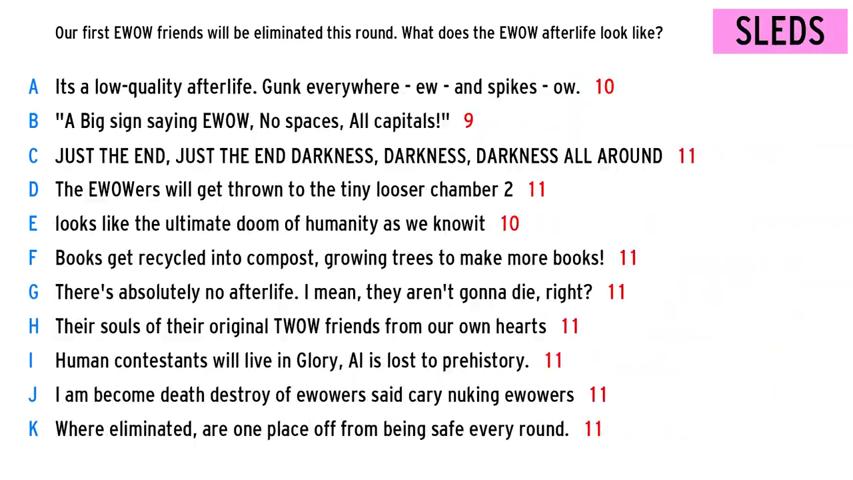 Our first EWOW friends will be eliminated this round. What does the EWOW afterlife look like?
SLEDS
A Its a low-quality afterlife. Gunk everywhere - ew - and spikes - ow. 10
B "A Big sign saying EWOW, No spaces, All capitals!" 9
C JUST THE END, JUST THE END DARKNESS, DARKNESS, DARKNESS ALL AROUND 11
D The EWOWers will get thrown to the tiny looser chamber 2 11
E looks like the ultimate doom of humanity as we knowit 10
F Books get recycled into compost, growing trees to make more books! 11
G There's absolutely no afterlife. I mean, they aren't gonna die, right? 11
H Their souls of their original TWOW friends from our own hearts 11
I Human contestants will live in Glory, AI is lost to prehistory. 11
J I am become death destroy of ewowers said cary nuking ewowers 11
K Where eliminated, are one place off from being safe every round. 11